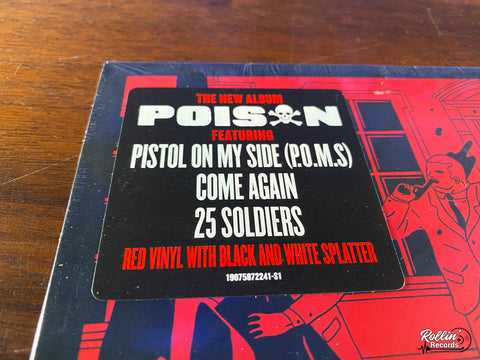 THE NEW ALBUM
POISON
FEATURING
PISTOL ON MY SIDE (P.O.M.S)
COME AGAIN
25 SOLDIERS
RED VINYL WITH BLACK AND WHITE SPLATTER
19075872241-S1
Rollin'
Records